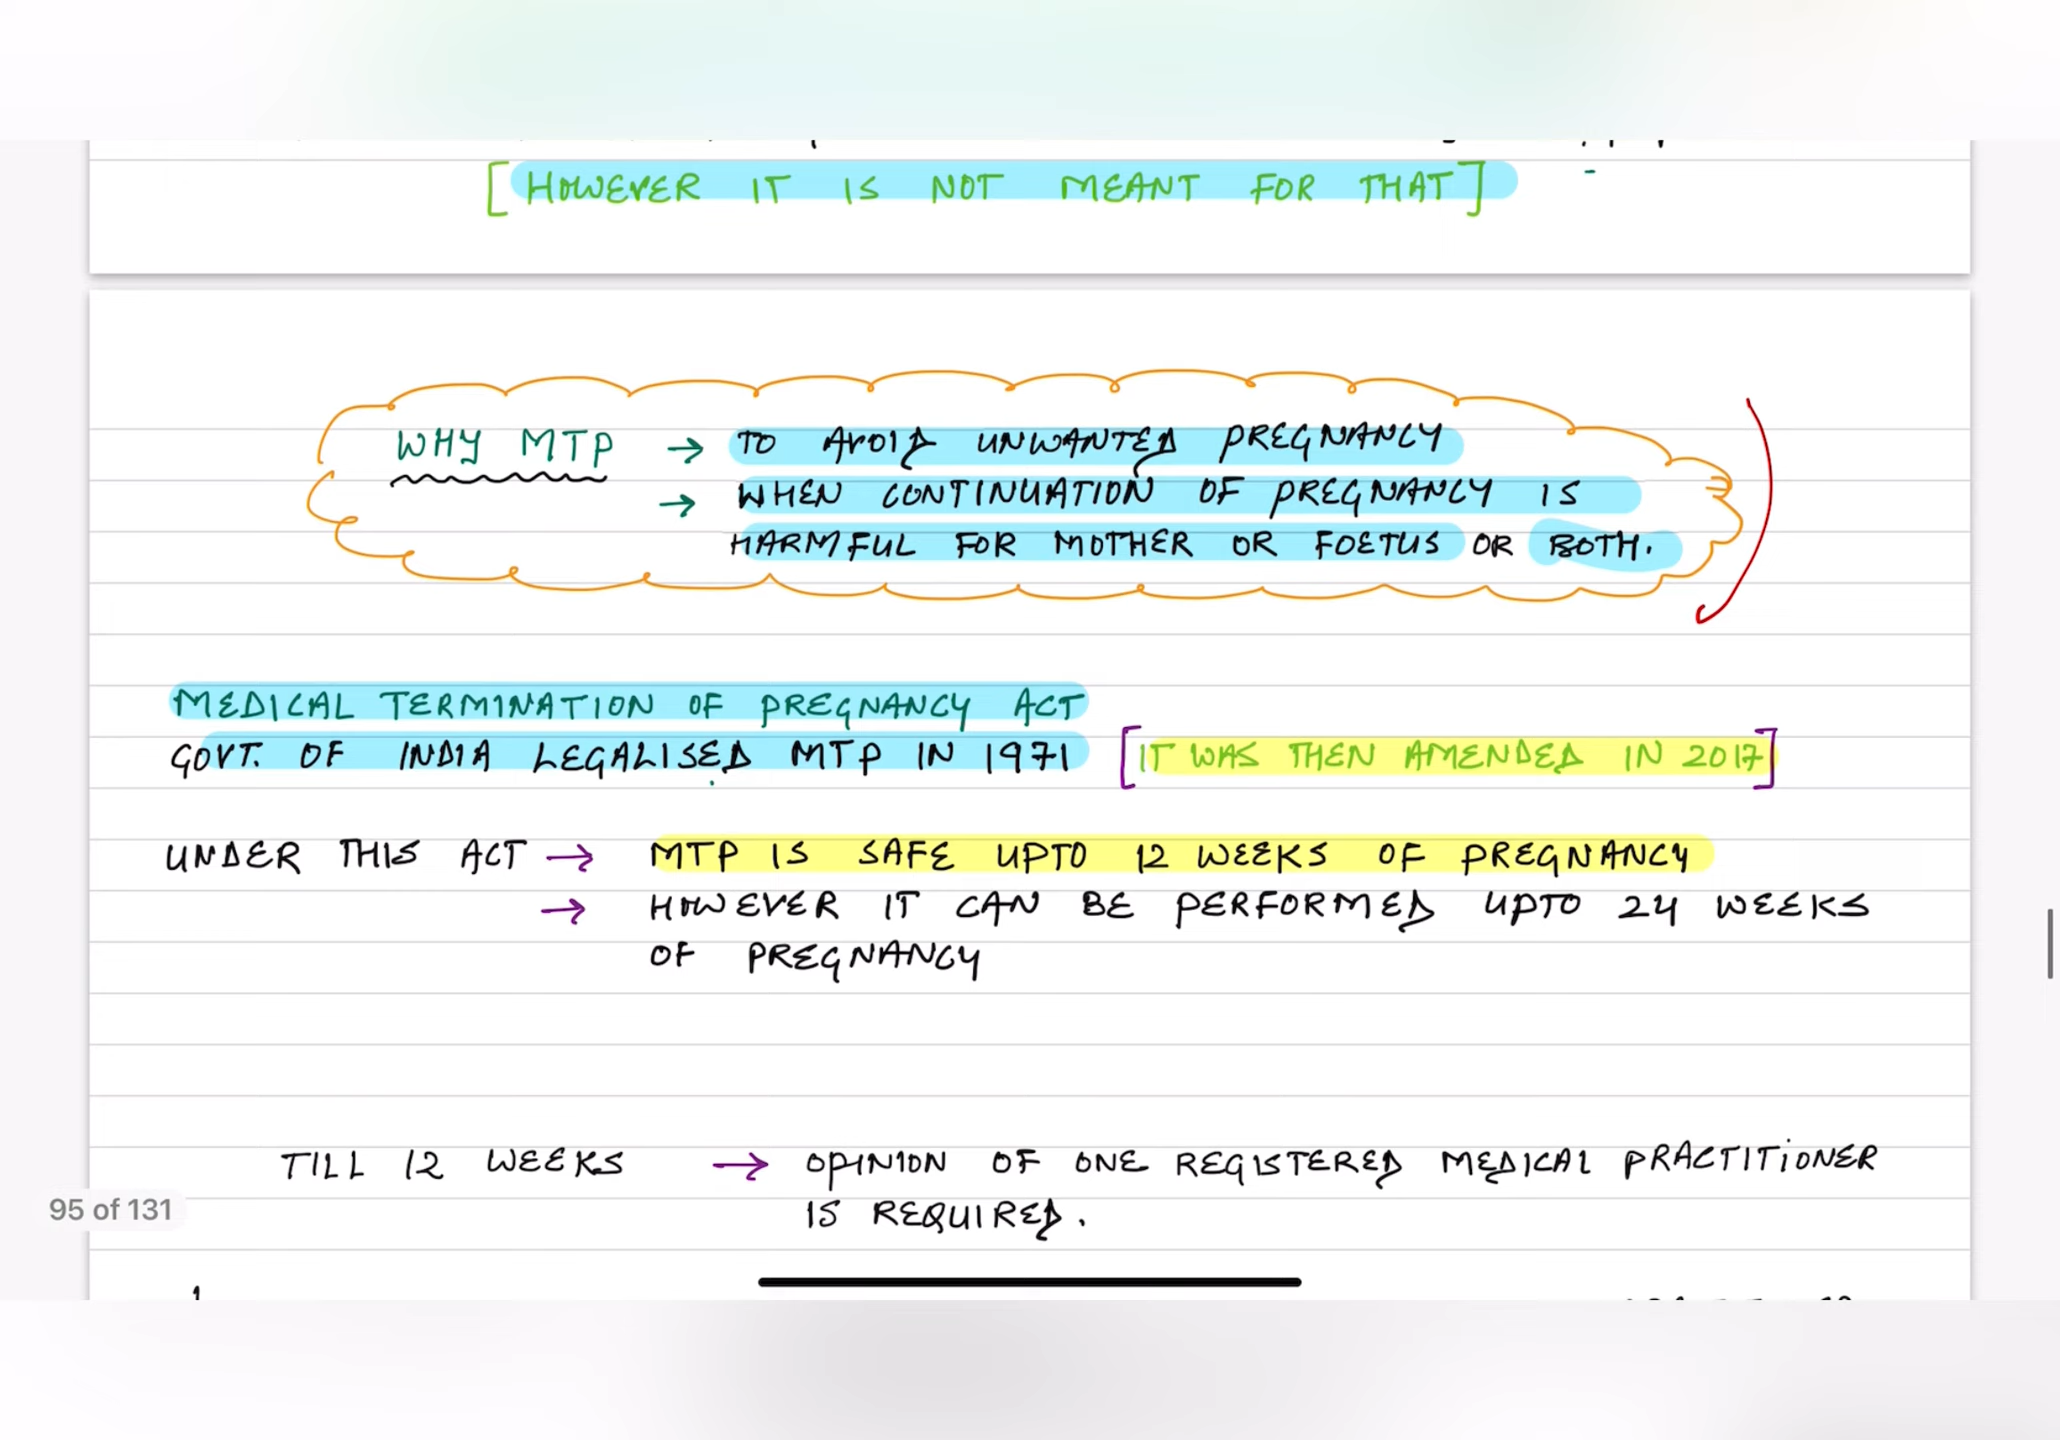 [HOWEVER IT IS NOT MEANT FOR THAT]
WHY MTP → TO AVOID UNWANTED PREGNANCY
→ WHEN CONTINUATION OF PREGNANCY IS
HARMFUL FOR MOTHER OR FOETUS OR BOTH.
MEDICAL TERMINATION OF PREGNANCY ACT
GOVT. OF INDIA LEGALISED MTP IN 1971 [IT WAS THEN AMENDED IN 2017]
UNDER THIS ACT → MTP IS SAFE UPTO 12 WEEKS OF PREGNANCY
→ HOWEVER IT CAN BE PERFORMED UPTO 24 WEEKS
OF PREGNANCY
TILL 12 WEEKS → OPINION OF ONE REGISTERED MEDICAL PRACTITIONER
95 of 131
IS REQUIRED.